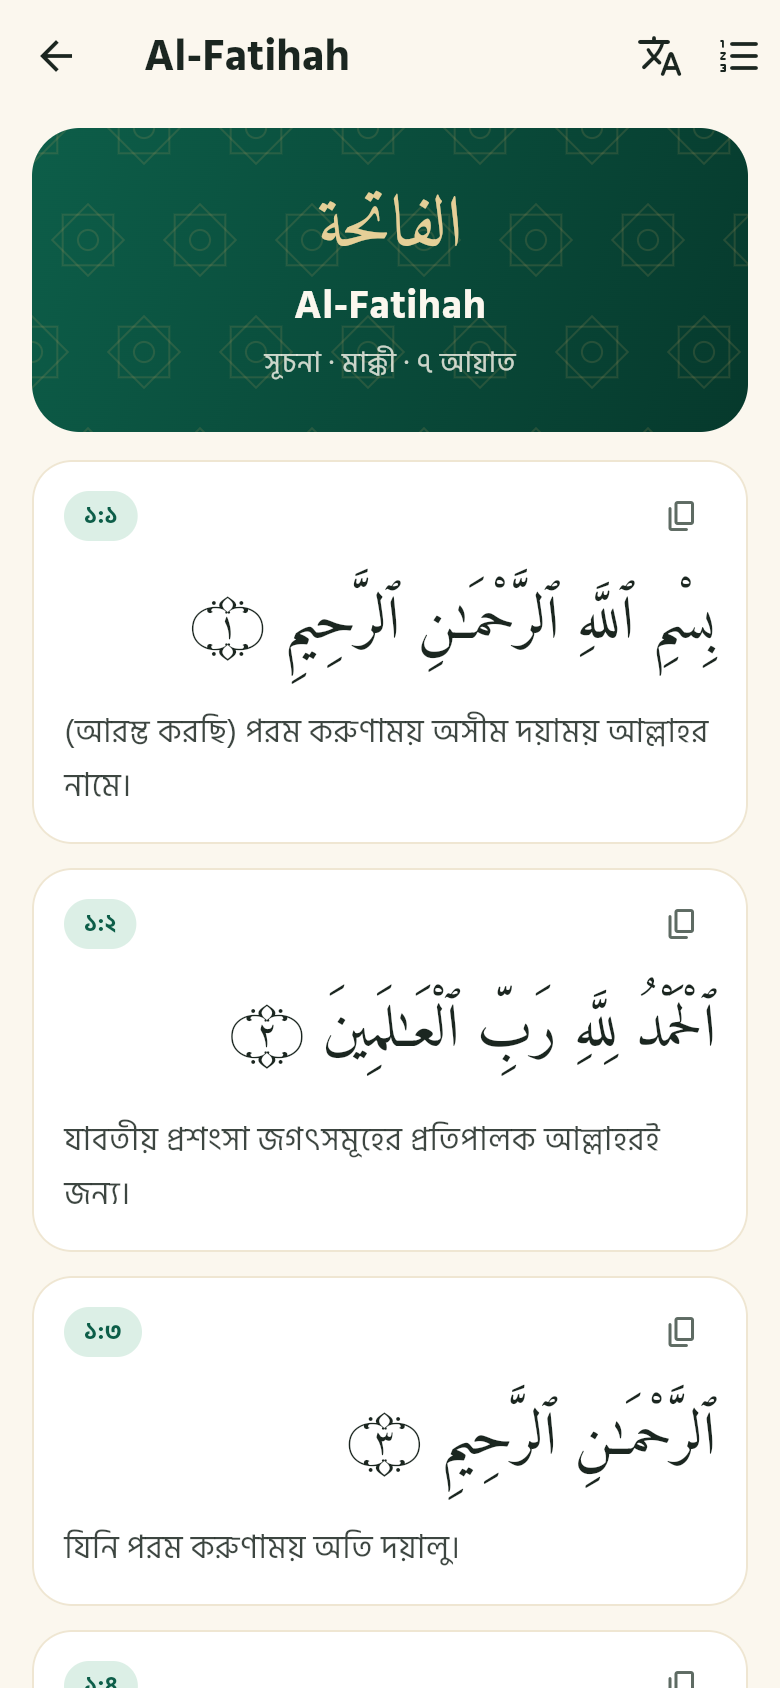 Al-Fatihah
الفاتحة
Al-Fatihah
সূচনা · মাক্কী · ৭ আয়াত
১:১
بِسْمِ ٱللَّهِ ٱلرَّحْمَـٰنِ ٱلرَّحِيمِ ١
(আরম্ভ করছি) পরম করুণাময় অসীম দয়াময় আল্লাহর
নামে।
১:২
ٱلْحَمْدُ لِلَّهِ رَبِّ ٱلْعَـٰلَمِينَ ٢
যাবতীয় প্রশংসা জগৎসমূহের প্রতিপালক আল্লাহরই
জন্য।
১:৩
ٱلرَّحْمَـٰنِ ٱلرَّحِيمِ ٣
যিনি পরম করুণাময় অতি দয়ালু।
১:৪